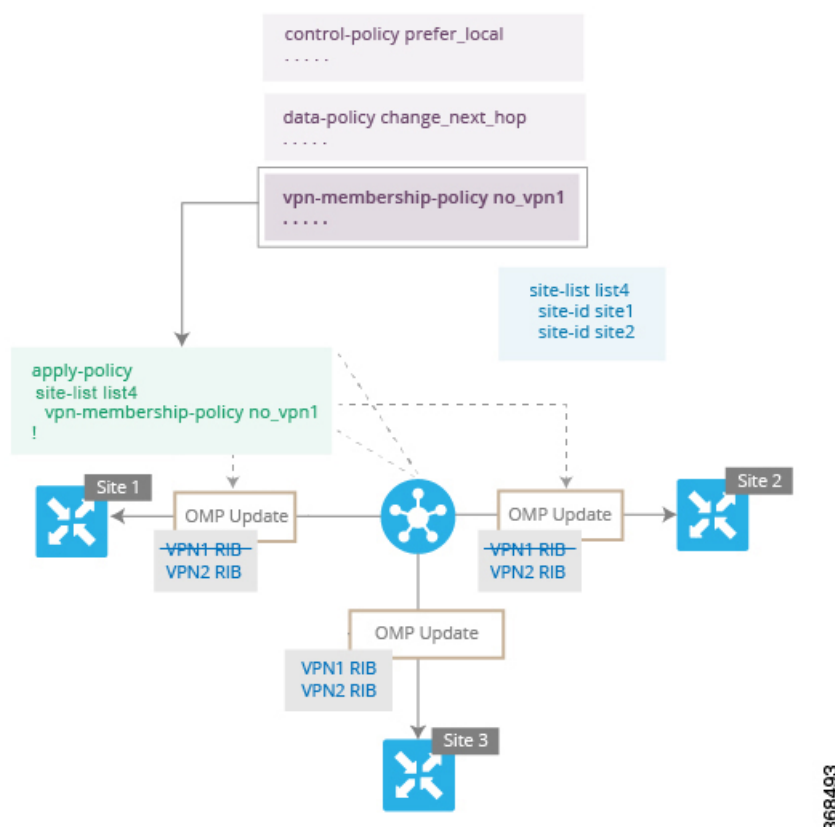 control-policy prefer_local
. . . . .
data-policy change_next_hop
. . . . .
vpn-membership-policy no_vpn1
. . . . .
site-list list4
site-id site1
site-id site2
apply-policy
site-list list4
vpn-membership-policy no_vpn1
!
Site 1
OMP Update
VPN1 RIB
VPN2 RIB
OMP Update
VPN1 RIB
VPN2 RIB
Site 2
OMP Update
VPN1 RIB
VPN2 RIB
Site 3
368493